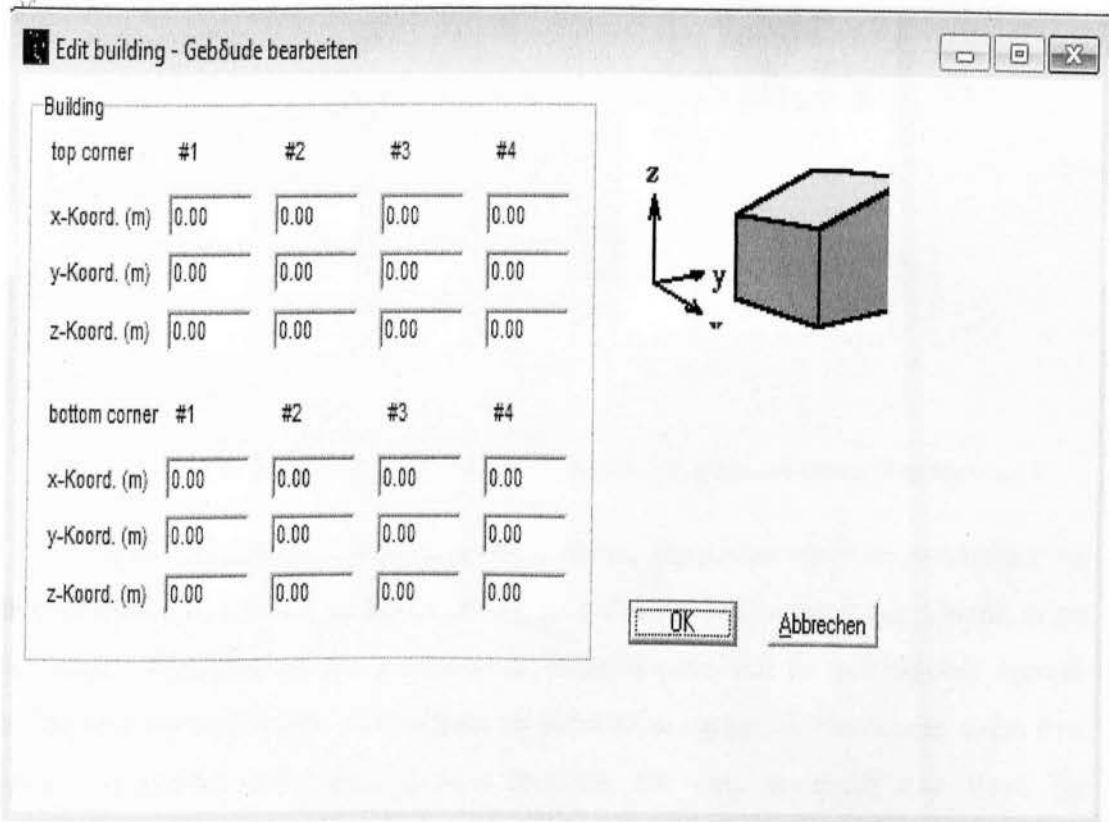 Edit building - Gebδude bearbeiten
Building
top corner #1 #2 #3 #4
x-Koord. (m) 0.00 0.00 0.00 0.00
y-Koord. (m) 0.00 0.00 0.00 0.00
z-Koord. (m) 0.00 0.00 0.00 0.00
bottom corner #1 #2 #3 #4
x-Koord. (m) 0.00 0.00 0.00 0.00
y-Koord. (m) 0.00 0.00 0.00 0.00
z-Koord. (m) 0.00 0.00 0.00 0.00
z
y
OK Abbrechen